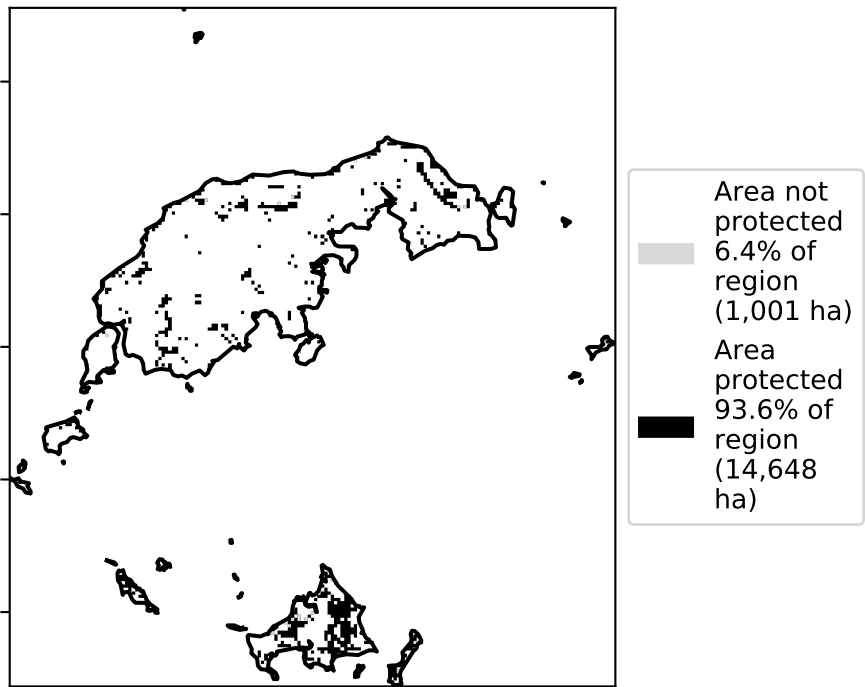 Area not
protected
6.4% of
region
(1,001 ha)
Area
protected
93.6% of
region
(14,648
ha)